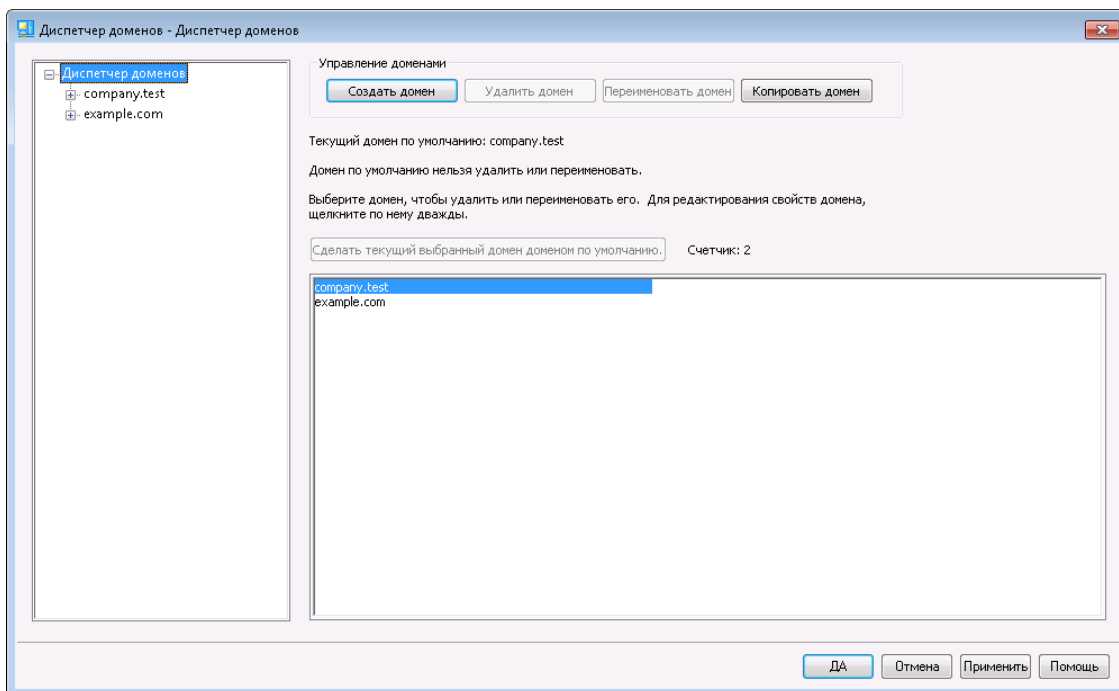 Диспетчер доменов - Диспетчер доменов
Диспетчер доменов
company.test
example.com
Управление доменами
Создать домен
Удалить домен
Переименовать домен
Копировать домен
Текущий домен по умолчанию: company.test
Домен по умолчанию нельзя удалить или переименовать.
Выберите домен, чтобы удалить или переименовать его. Для редактирования свойств домена,
щелкните по нему дважды.
Сделать текущий выбранный домен доменом по умолчанию.
Счетчик: 2
company.test
example.com
ДА
Отмена
Применить
Помощь